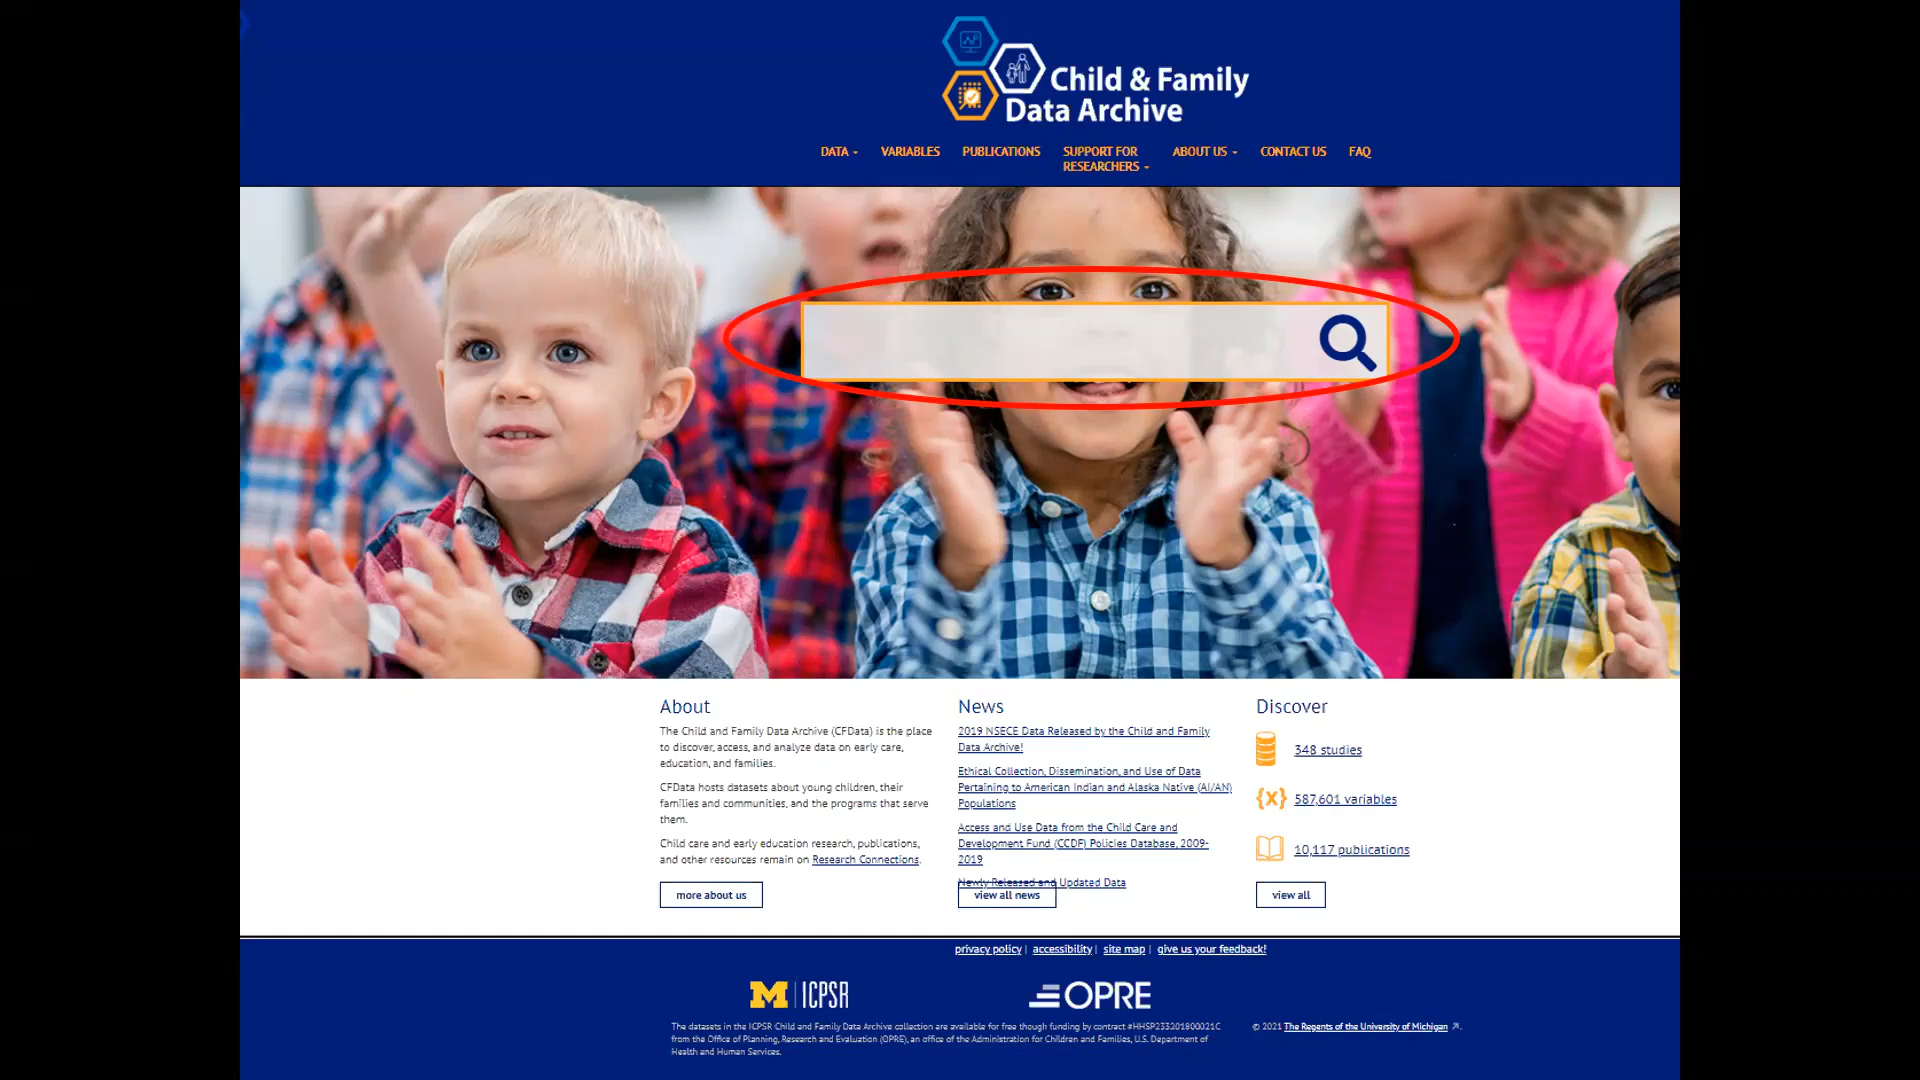 Child & Family
Data Archive
DATA
VARIABLES
PUBLICATIONS
SUPPORT FOR
RESEARCHERS
ABOUT US
CONTACT US
FAQ
About
The Child and Family Data Archive (CFData) is the place
to discover, access, and analyze data on early care,
education, and families.
CFData hosts datasets about young children, their
families and communities, and the programs that serve
them.
Child care and early education research, publications,
and other resources remain on Research Connections.
more about us
News
2019 NSECE Data Released by the Child and Family
Data Archive!
Ethical Collection, Dissemination, and Use of Data
Pertaining to American Indian and Alaska Native (AI/AN)
Populations
Access and Use Data from the Child Care and
Development Fund (CCDF) Policies Database, 2009-
2019
Newly Released and Updated Data
view all news
Discover
348 studies
{x} 587,601 variables
10,117 publications
view all
privacy policy | accessibility | site map | give us your feedback!
M ICPSR
OPRE
The datasets in the ICPSR Child and Family Data Archive collection are available for free though funding by contract #HHSP233201800021C
from the Office of Planning, Research and Evaluation (OPRE), an office of the Administration for Children and Families, U.S. Department of
Health and Human Services.
© 2021 The Regents of the University of Michigan .